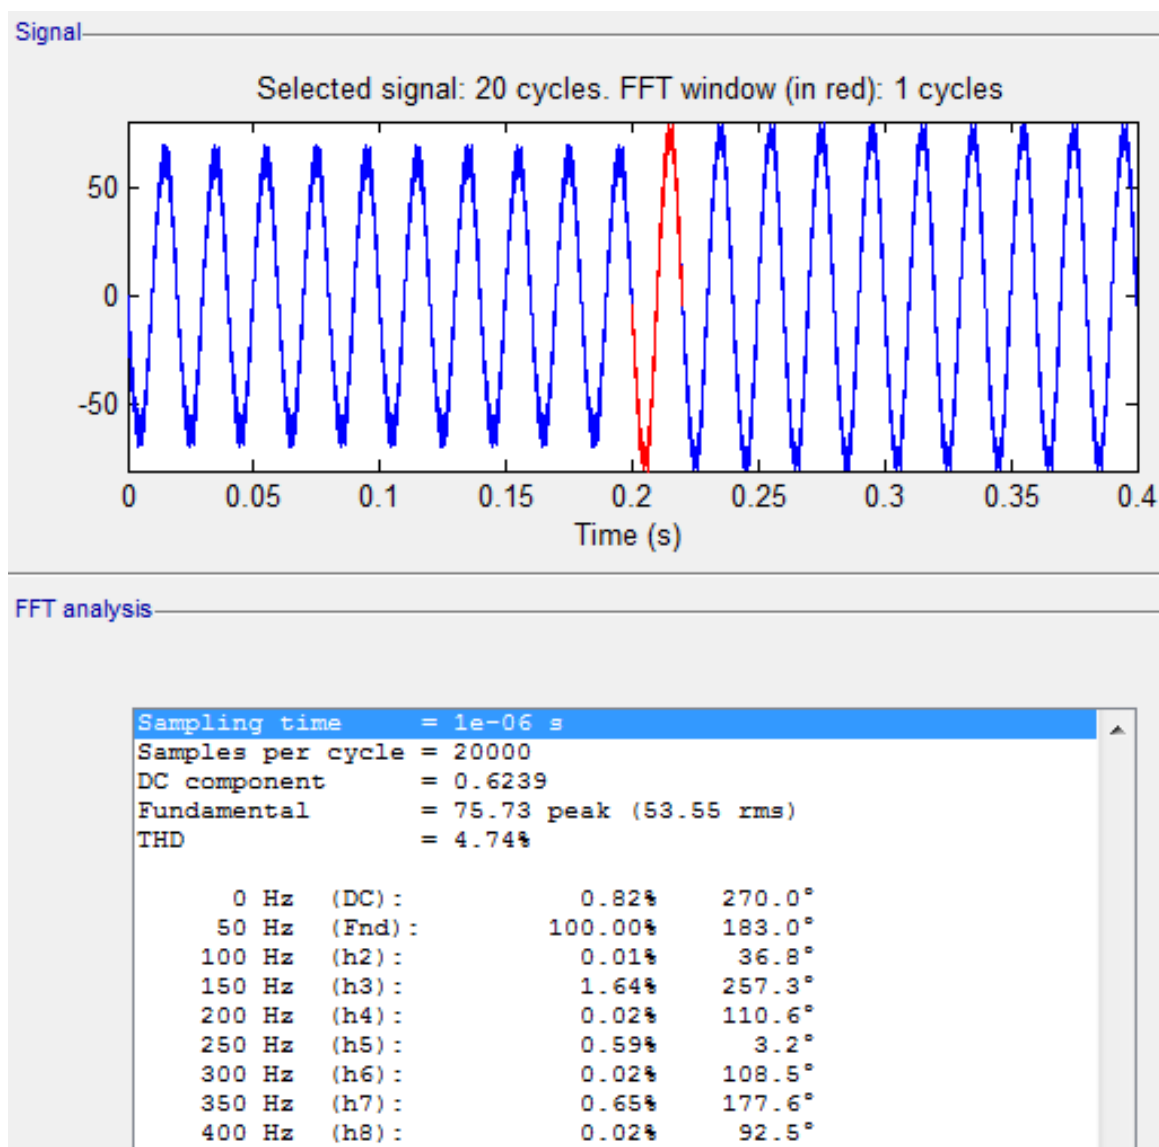 Signal
Selected signal: 20 cycles. FFT window (in red): 1 cycles
50
0
-50
0 0.05 0.1 0.15 0.2 0.25 0.3 0.35 0.4
Time (s)
FFT analysis
Sampling time = 1e-06 s
Samples per cycle = 20000
DC component = 0.6239
Fundamental = 75.73 peak (53.55 rms)
THD = 4.74%
0 Hz (DC): 0.82% 270.0°
50 Hz (Fnd): 100.00% 183.0°
100 Hz (h2): 0.01% 36.8°
150 Hz (h3): 1.64% 257.3°
200 Hz (h4): 0.02% 110.6°
250 Hz (h5): 0.59% 3.2°
300 Hz (h6): 0.02% 108.5°
350 Hz (h7): 0.65% 177.6°
400 Hz (h8): 0.02% 92.5°